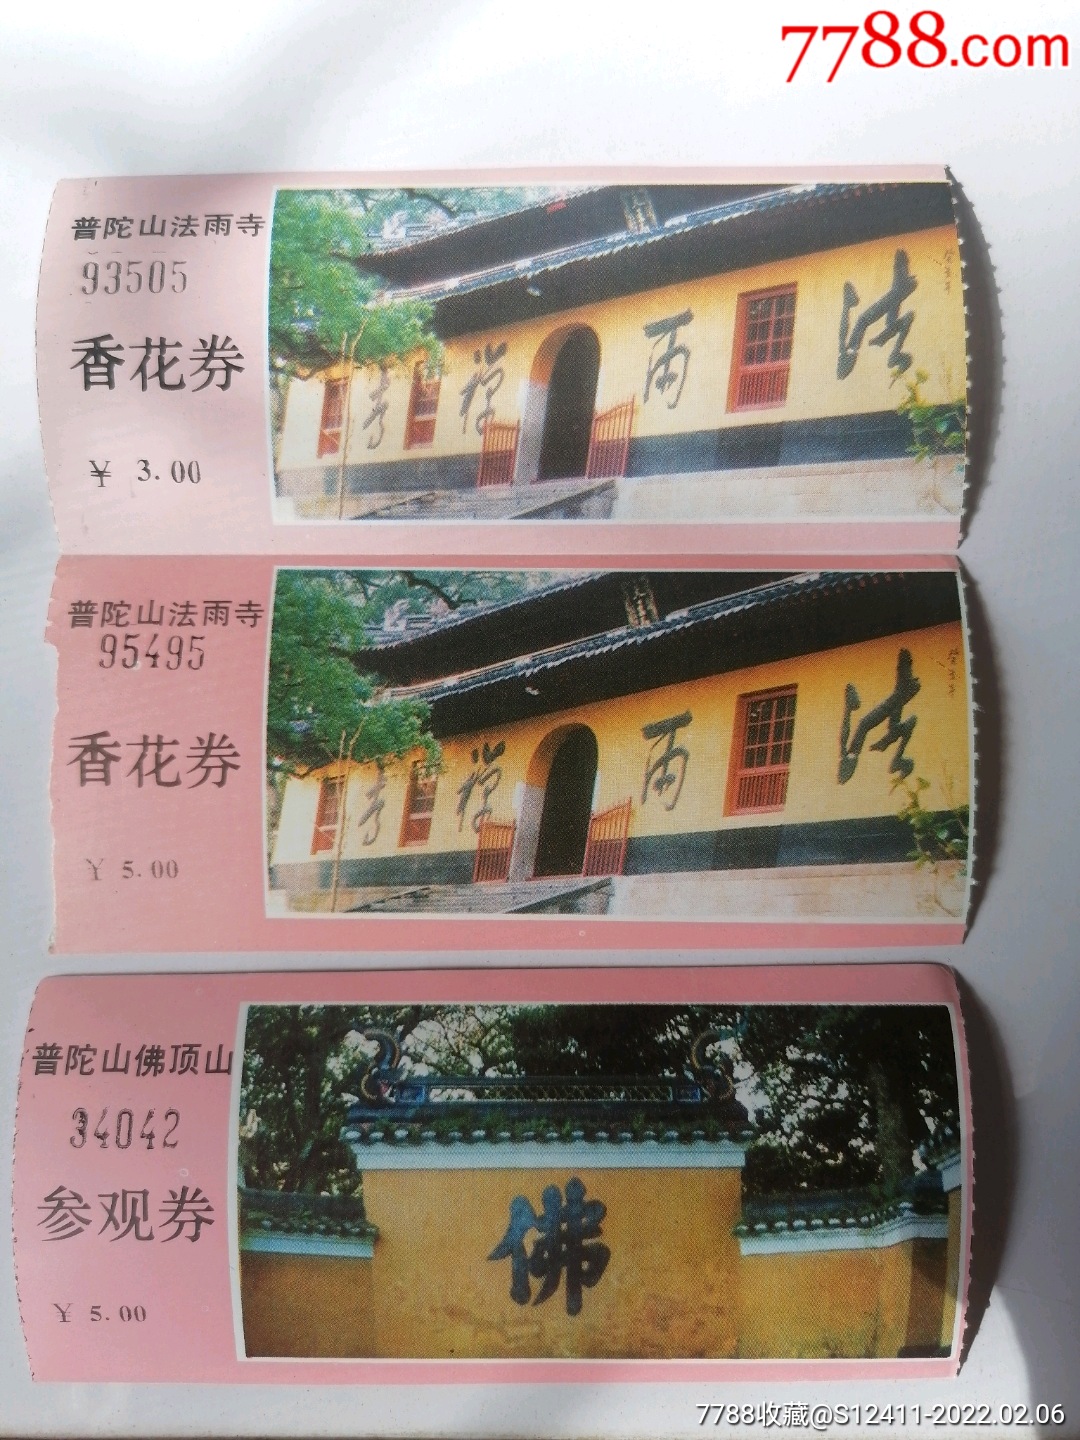 7788.com
普陀山法雨寺
93505
香花券
¥ 3.00
法雨禅寺
普陀山法雨寺
95495
香花券
¥ 5.00
法雨禅寺
普陀山佛顶山
34042
参观券
¥ 5.00
佛
7788收藏@S12411-2022.02.06